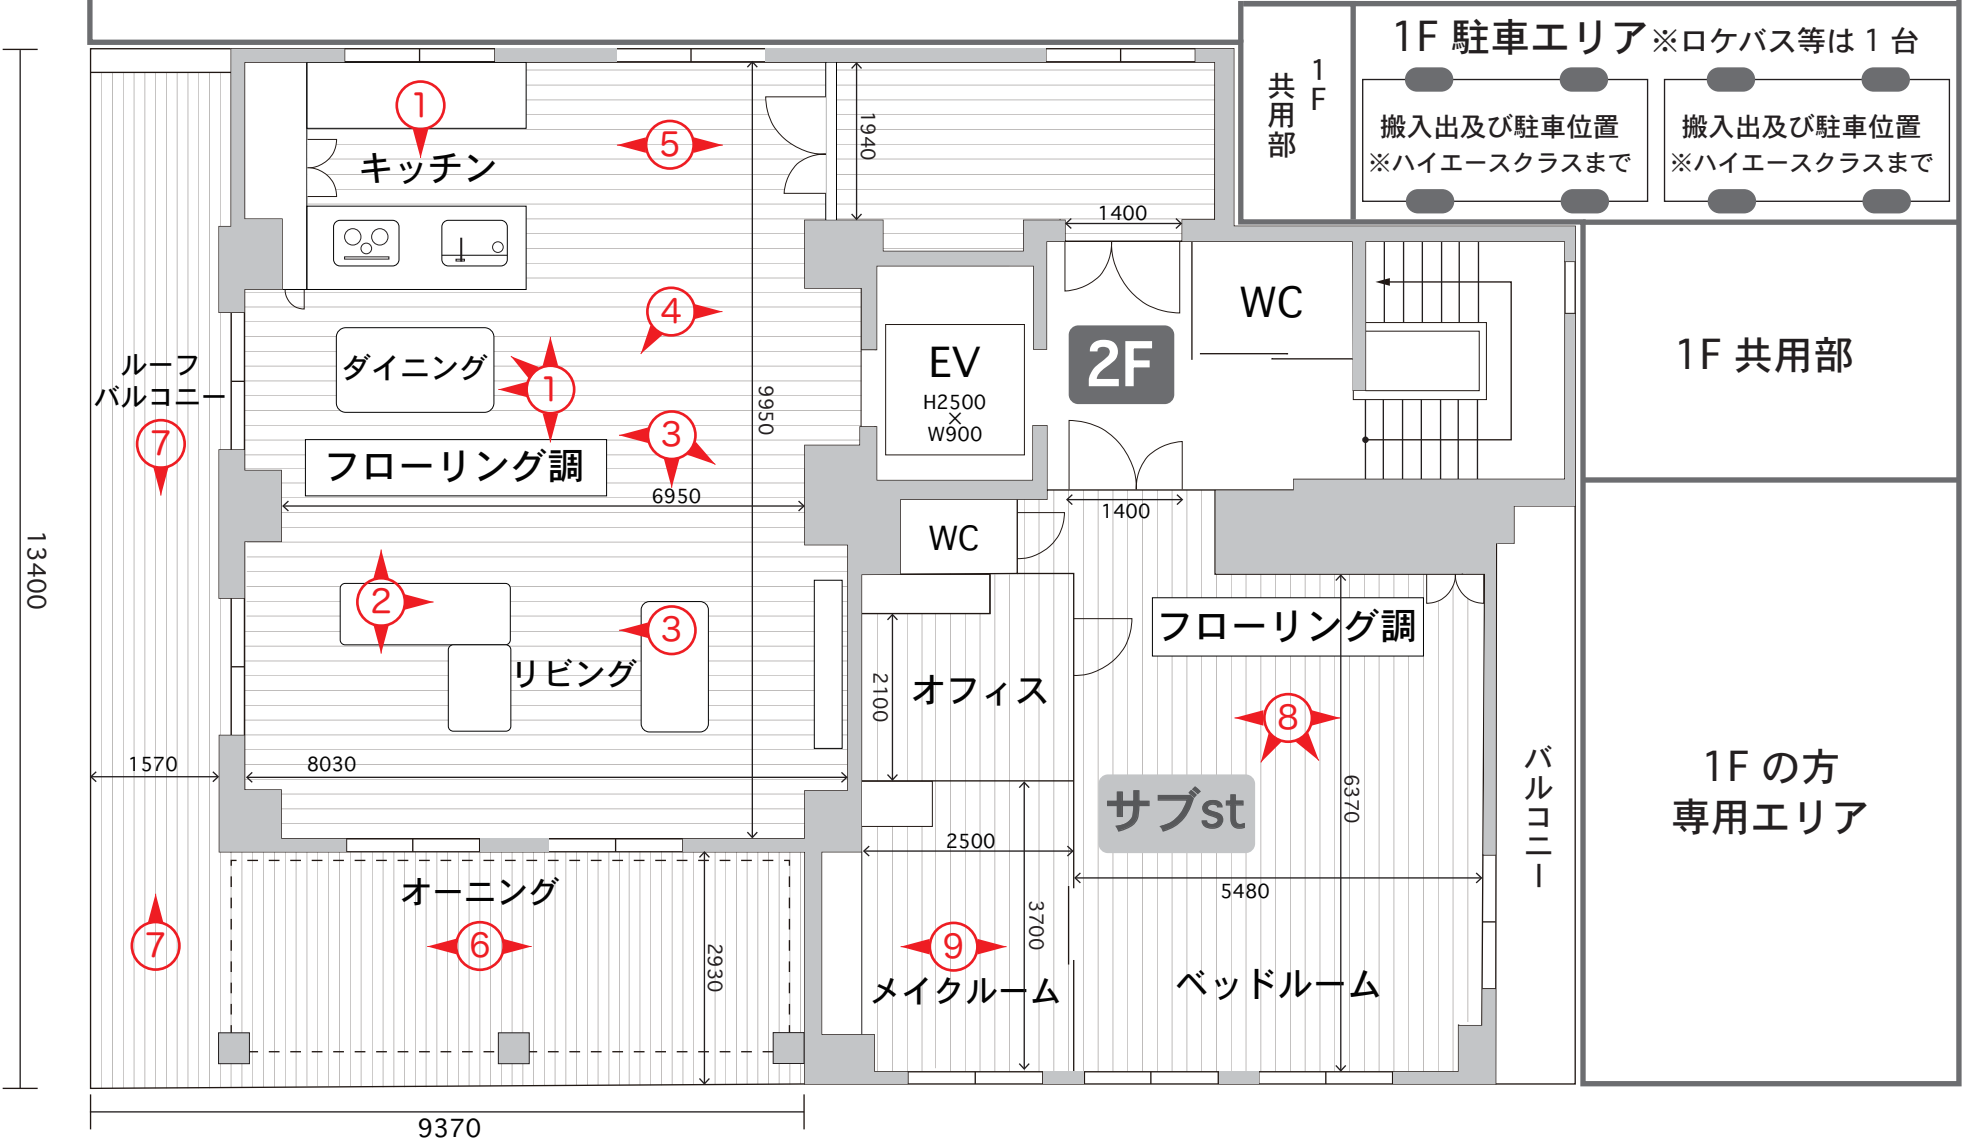 1F 駐車エリア※ロケバス等は 1 台
1F
共用部
搬入出及び駐車位置
※ハイエースクラスまで
搬入出及び駐車位置
※ハイエースクラスまで
①
キッチン
⑤
1940
1400
④
WC
ルーフ
バルコニー
ダイニング
①
EV
H2500
×
W900
2F
1F 共用部
9950
⑦
③
フローリング調
6950
1400
13400
WC
②
③
フローリング調
リビング
2100
オフィス
⑧
1570
8030
サブst
6370
バルコニー
1F の方
専用エリア
2500
5480
オーニング
⑦
⑥
2930
⑨
3700
メイクルーム
ベッドルーム
9370